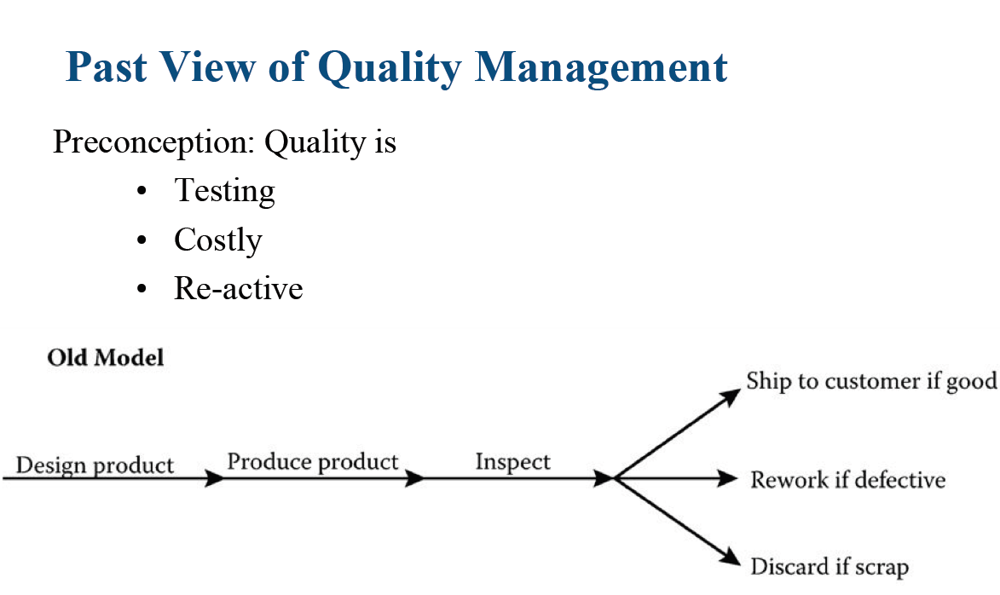 Past View of Quality Management
Preconception: Quality is
• Testing
• Costly
• Re-active
Old Model
Design product
Produce product
Inspect
Ship to customer if good
Rework if defective
Discard if scrap